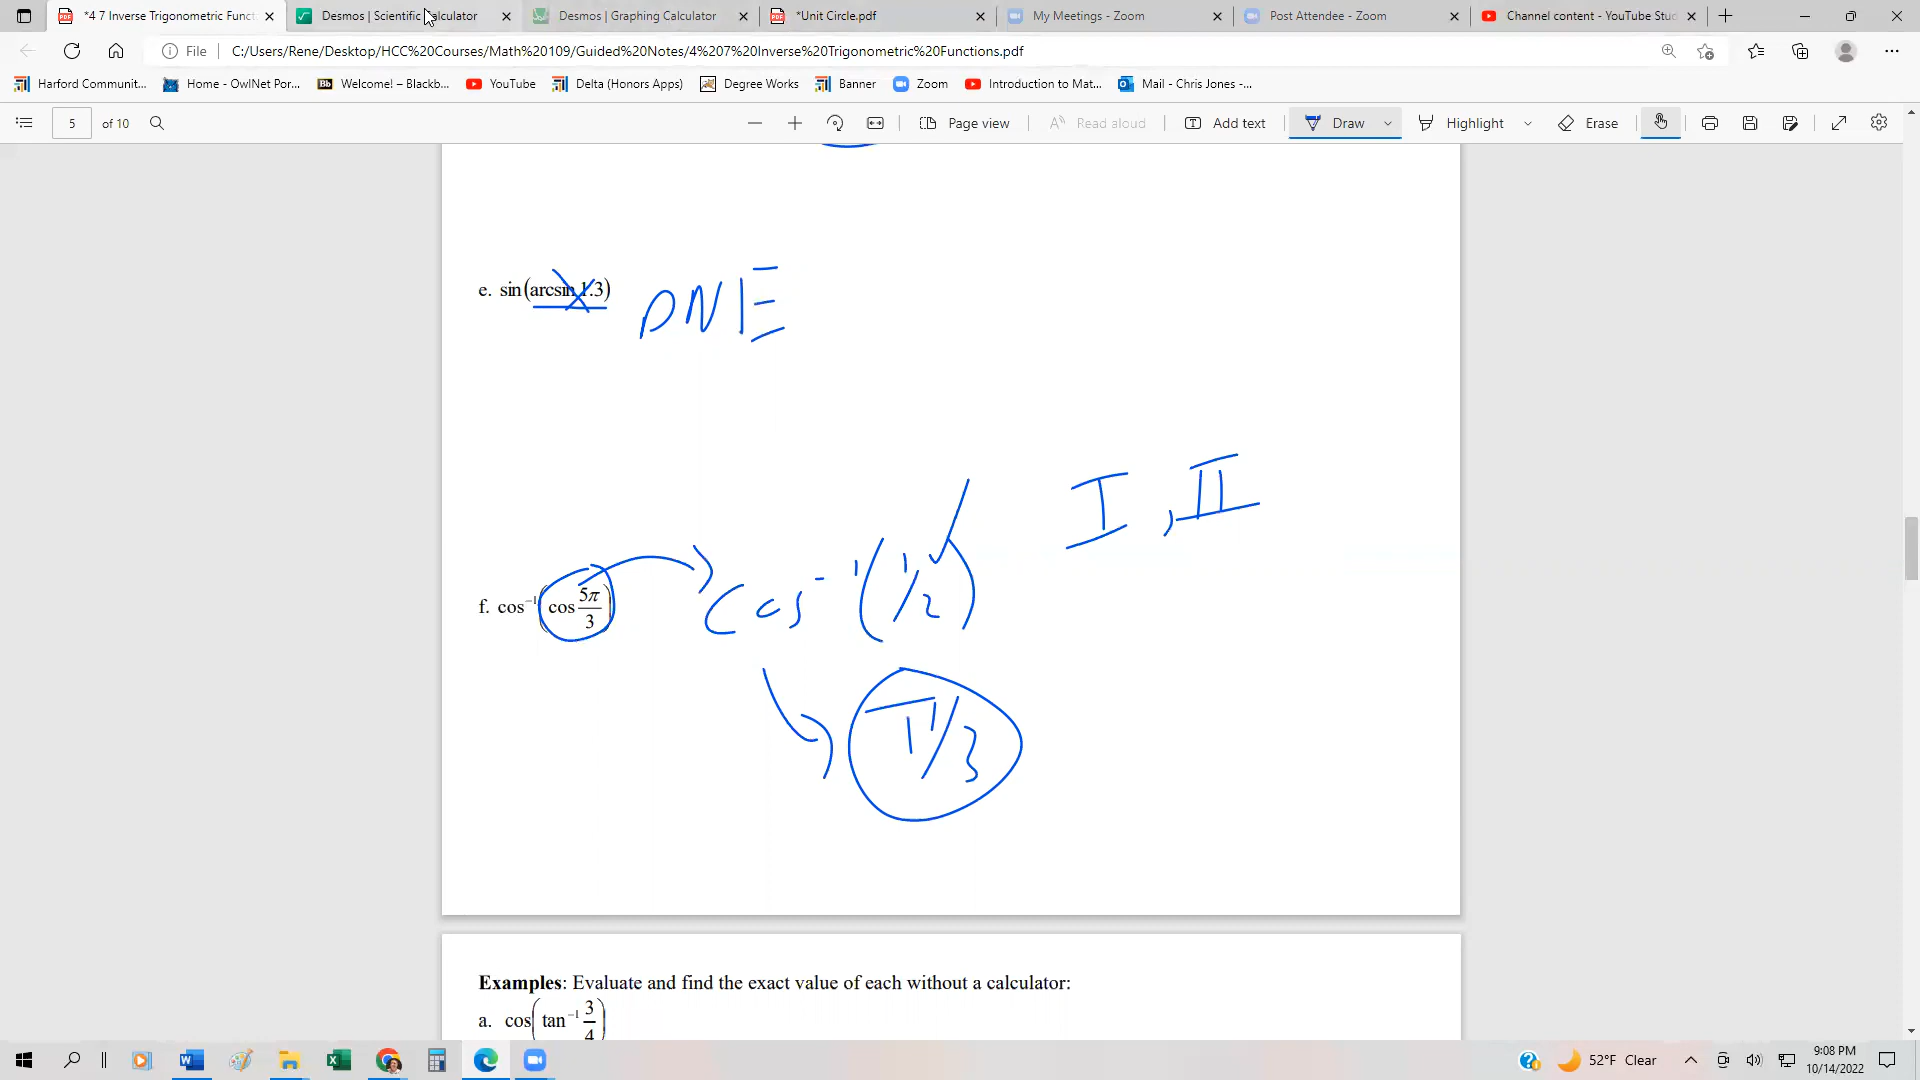 *4 7 Inverse Trigonometric Funct
Desmos | Scientific Calculator
Desmos | Graphing Calculator
*Unit Circle.pdf
My Meetings - Zoom
Post Attendee - Zoom
Channel content - YouTube Stud
File
C:/Users/Rene/Desktop/HCC%20Courses/Math%20109/Guided%20Notes/4%207%20Inverse%20Trigonometric%20Functions.pdf
Harford Communit...
Home - OwlNet Por...
Bb Welcome! – Blackb...
YouTube
Delta (Honors Apps)
Degree Works
Banner
Zoom
Introduction to Mat...
Mail - Chris Jones -...
5 of 10
Page view
Read aloud
Add text
Draw
Highlight
Erase
e. sin(arcsin 1.3) DNE
I, II
f. cos⁻¹(cos 5π/3) cos⁻¹(1/2)
π/3
Examples: Evaluate and find the exact value of each without a calculator:
a. cos(tan⁻¹ 3/4)
52°F Clear
9:08 PM
10/14/2022